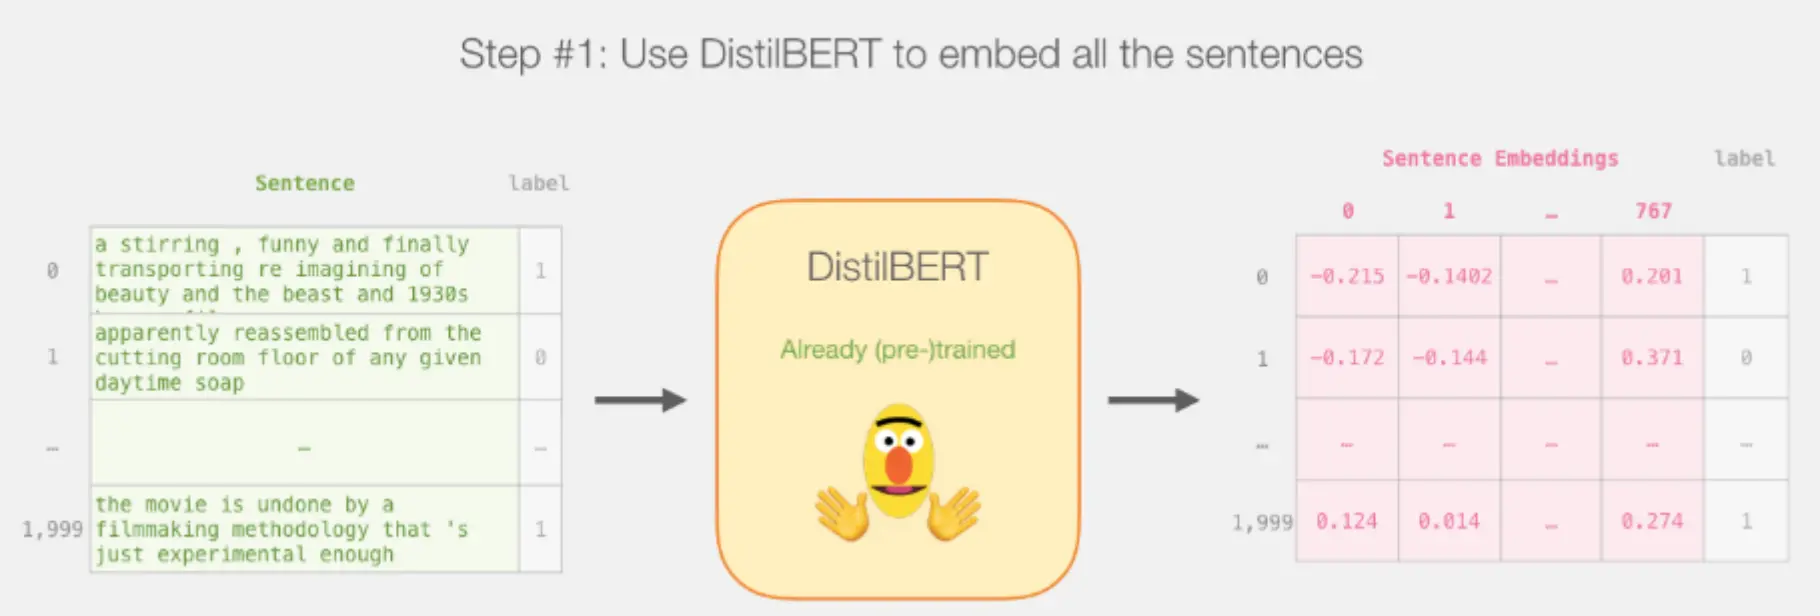 Step #1: Use DistilBERT to embed all the sentences
Sentence label
0 a stirring , funny and finally
transporting re imagining of
beauty and the beast and 1930s
1
1 apparently reassembled from the
cutting room floor of any given
daytime soap
0
… … …
1,999 the movie is undone by a
filmmaking methodology that 's
just experimental enough
1
DistilBERT
Already (pre-)trained
Sentence Embeddings label
0 1 … 767
0 -0.215 -0.1402 … 0.201 1
1 -0.172 -0.144 … 0.371 0
… … … … … …
1,999 0.124 0.014 … 0.274 1